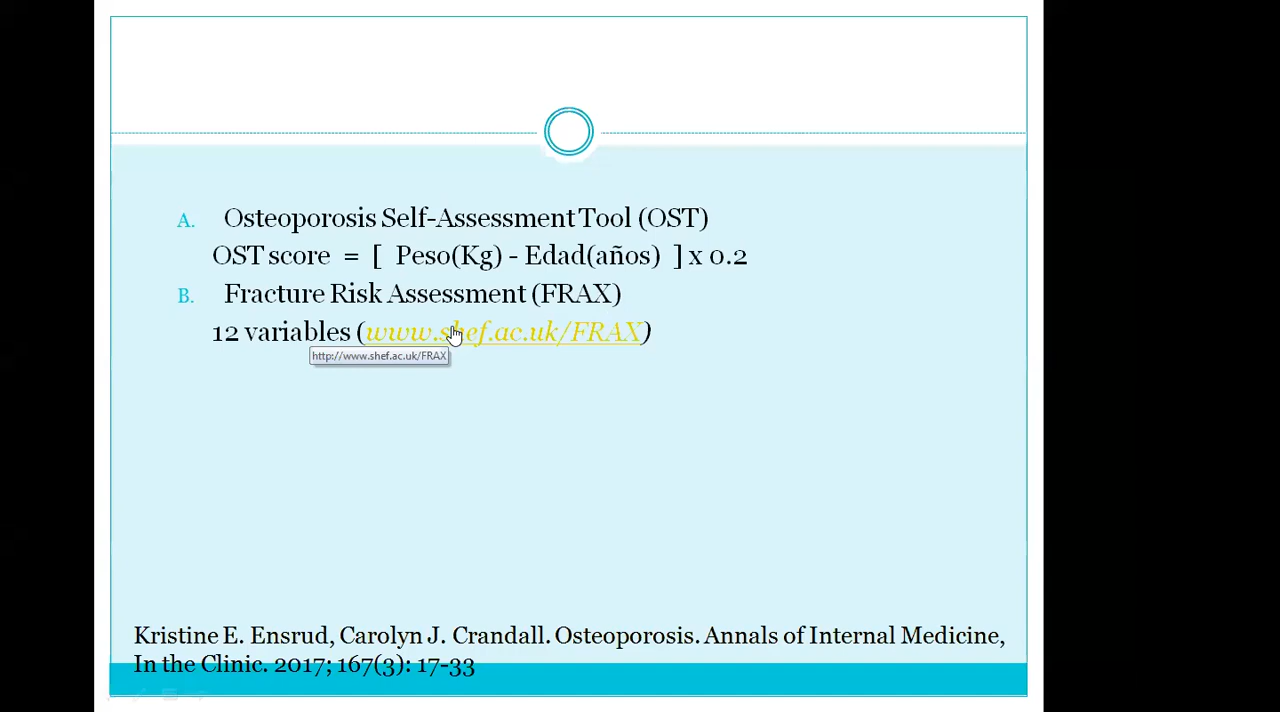 A. Osteoporosis Self-Assessment Tool (OST)
OST score = [ Peso(Kg) - Edad(años) ] x 0.2
B. Fracture Risk Assessment (FRAX)
12 variables (www.shef.ac.uk/FRAX)
http://www.shef.ac.uk/FRAX
Kristine E. Ensrud, Carolyn J. Crandall. Osteoporosis. Annals of Internal Medicine,
In the Clinic. 2017; 167(3): 17-33